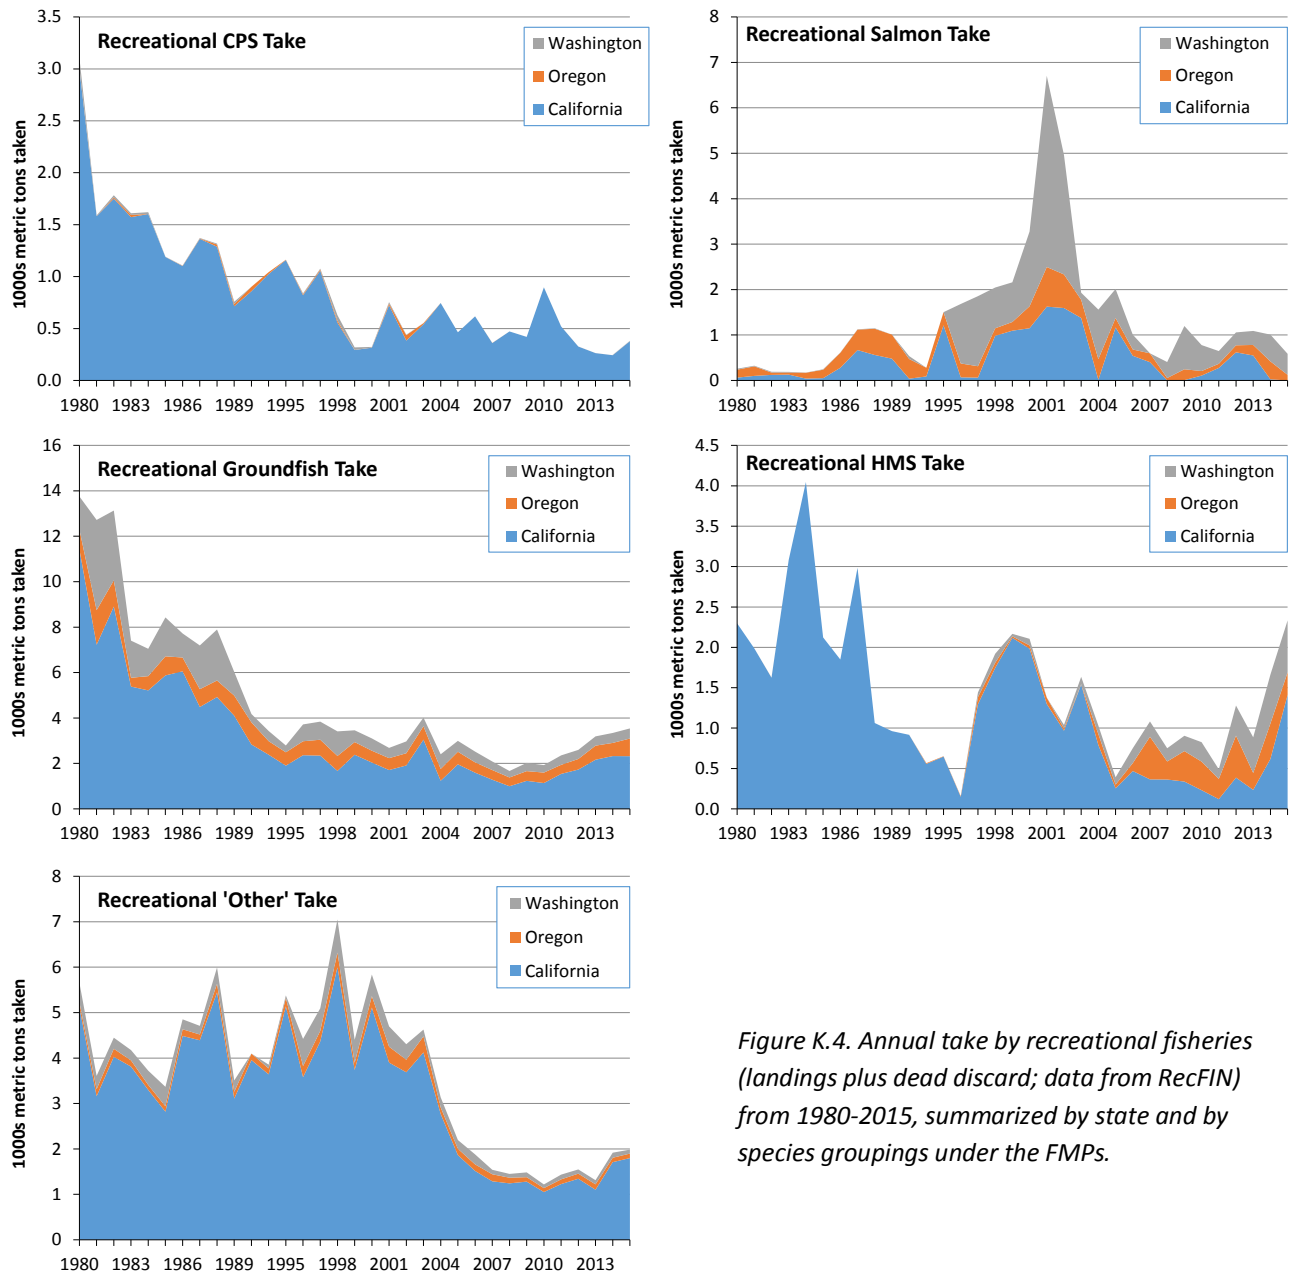 Recreational CPS Take
Washington
Oregon
California
1000s metric tons taken
3.5
3.0
2.5
2.0
1.5
1.0
0.5
0.0
1980 1983 1986 1989 1995 1998 2001 2004 2007 2010 2013
Recreational Salmon Take
Washington
Oregon
California
1000s metric tons taken
8
7
6
5
4
3
2
1
0
1980 1983 1986 1989 1995 1998 2001 2004 2007 2010 2013
Recreational Groundfish Take
Washington
Oregon
California
1000s metric tons taken
16
14
12
10
8
6
4
2
0
1980 1983 1986 1989 1995 1998 2001 2004 2007 2010 2013
Recreational HMS Take
Washington
Oregon
California
1000s metric tons taken
4.5
4.0
3.5
3.0
2.5
2.0
1.5
1.0
0.5
0.0
1980 1983 1986 1989 1995 1998 2001 2004 2007 2010 2013
Recreational 'Other' Take
Washington
Oregon
California
1000s metric tons taken
8
7
6
5
4
3
2
1
0
1980 1983 1986 1989 1995 1998 2001 2004 2007 2010 2013
Figure K.4. Annual take by recreational fisheries
(landings plus dead discard; data from RecFIN)
from 1980-2015, summarized by state and by
species groupings under the FMPs.